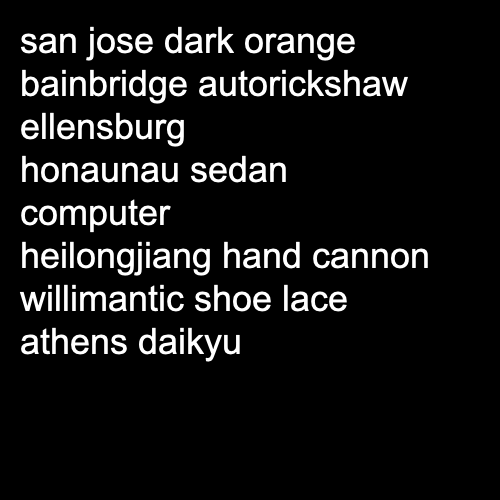 san jose dark orange
bainbridge autorickshaw
ellensburg
honaunau sedan
computer
heilongjiang hand cannon
willimantic shoe lace
athens daikyu